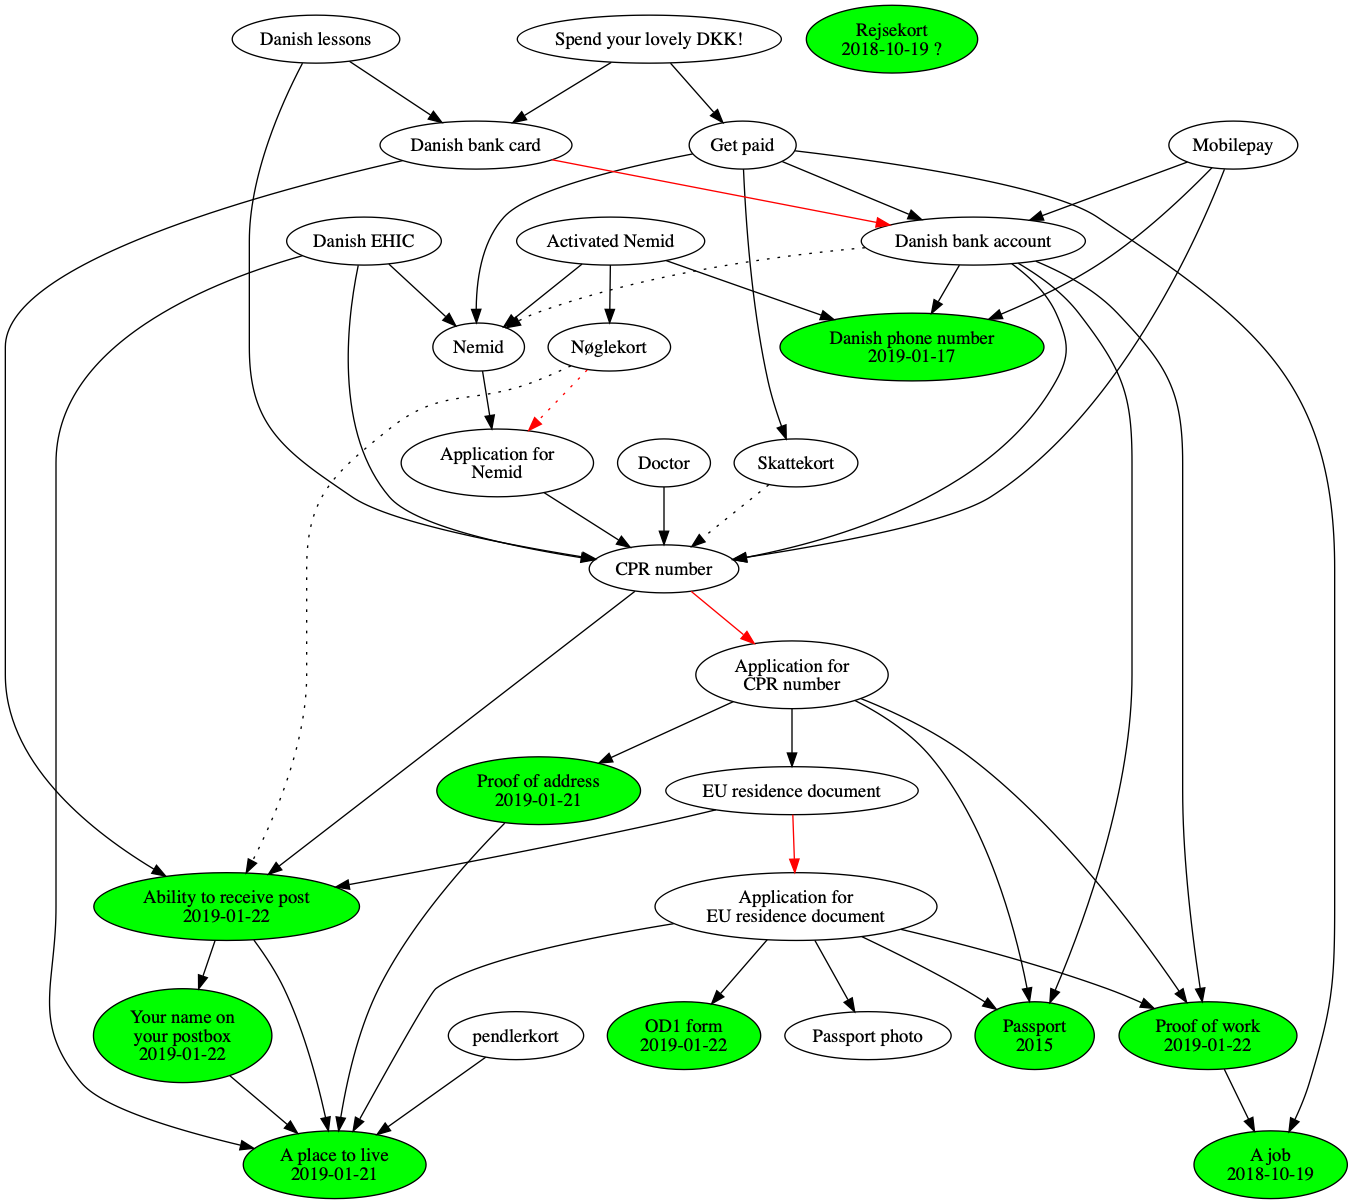 Danish lessons
Spend your lovely DKK!
Rejsekort
2018-10-19 ?
Danish bank card
Get paid
Mobilepay
Danish EHIC
Activated Nemid
Danish bank account
Nemid
Nøglekort
Danish phone number
2019-01-17
Application for
Nemid
Doctor
Skattekort
CPR number
Application for
CPR number
Proof of address
2019-01-21
EU residence document
Ability to receive post
2019-01-22
Application for
EU residence document
Your name on
your postbox
2019-01-22
pendlerkort
OD1 form
2019-01-22
Passport photo
Passport
2015
Proof of work
2019-01-22
A place to live
2019-01-21
A job
2018-10-19